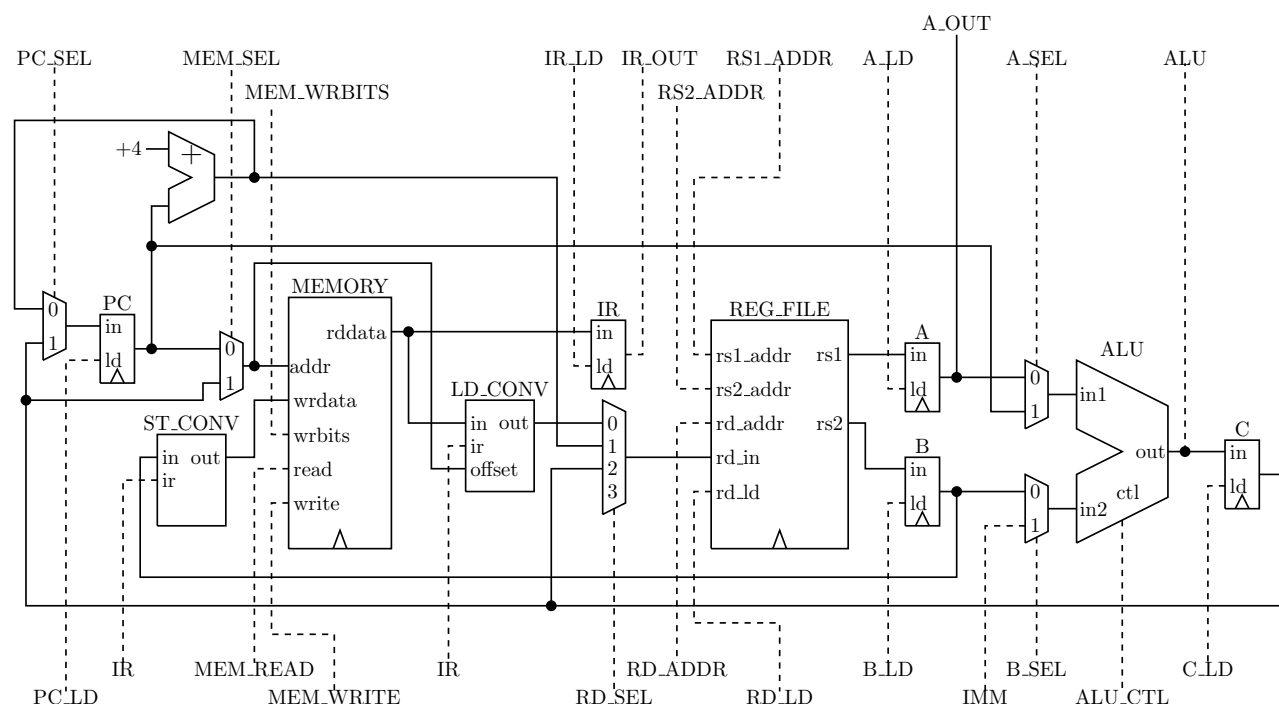 A_OUT
PC_SEL MEM_SEL IR_LD IR_OUT RS1_ADDR A_LD A_SEL ALU
MEM_WRBITS RS2_ADDR
+4 +
MEMORY
0 PC IR REG_FILE
in rddata in A
1 0 ld rs1_addr rs1 in ALU
ld addr 0
1 LD_CONV rs2_addr ld in1
wrdata 0 1
ST_CONV in out rd_addr rs2 C
wrbits ir 1 B out in
in out rd_in
read offset 2 in
ir 3 rd_ld 0 ctl ld
write ld in2
1
IR MEM_READ IR RD_ADDR B_LD B_SEL C_LD
PC_LD MEM_WRITE RD_SEL RD_LD IMM ALU_CTL